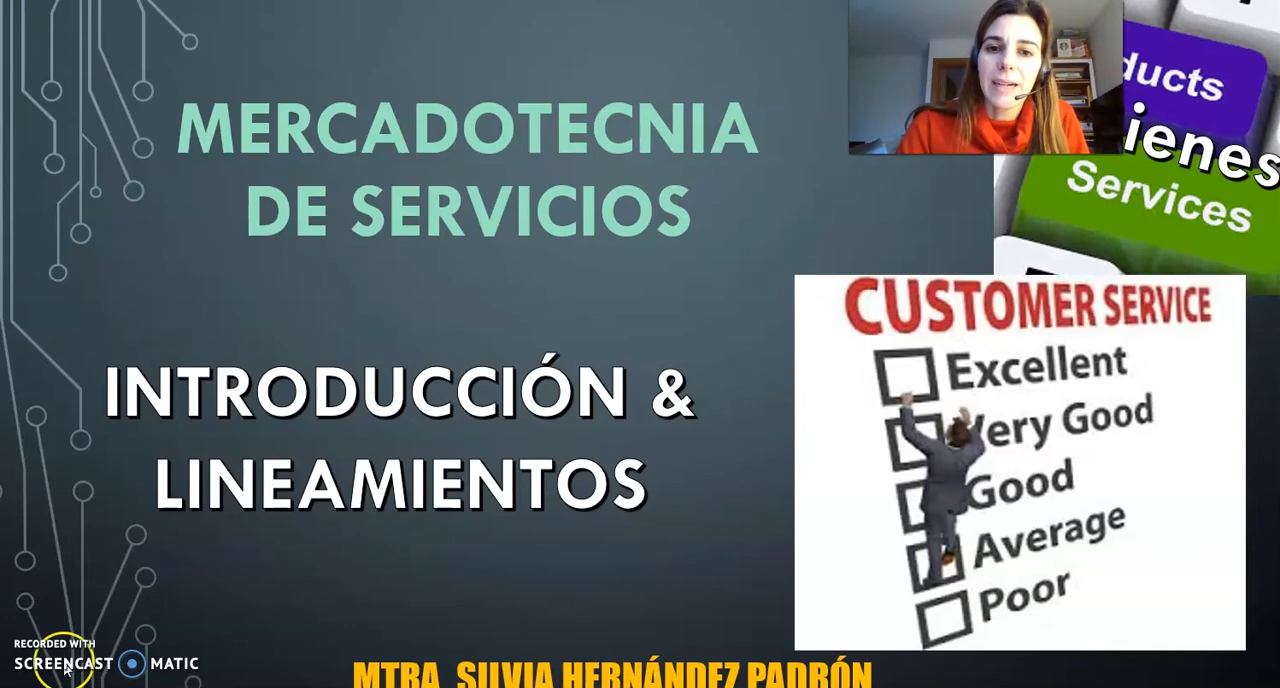 MERCADOTECNIA
DE SERVICIOS
INTRODUCCIÓN &
LINEAMIENTOS
ducts
ienes
Services
CUSTOMER SERVICE
Excellent
Very Good
Good
Average
Poor
RECORDED WITH
SCREENCAST MATIC
MTRA. SILVIA HERNÁNDEZ PADRÓN